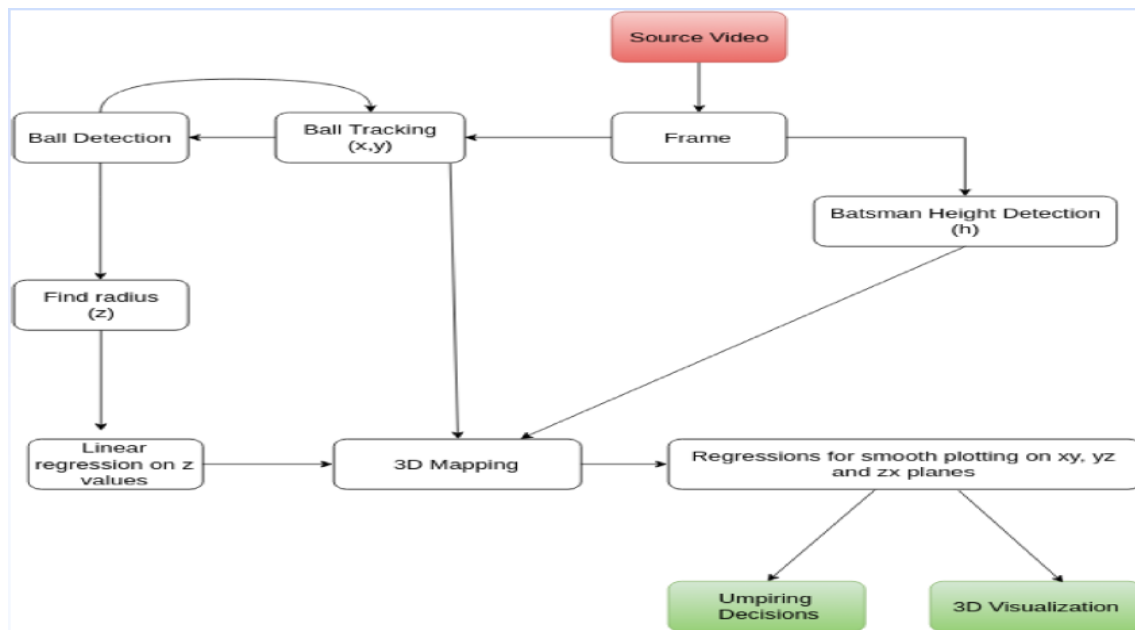 Source Video
Ball Detection
Ball Tracking
(x,y)
Frame
Batsman Height Detection
(h)
Find radius
(z)
Linear
regression on z
values
3D Mapping
Regressions for smooth plotting on xy, yz
and zx planes
Umpiring
Decisions
3D Visualization